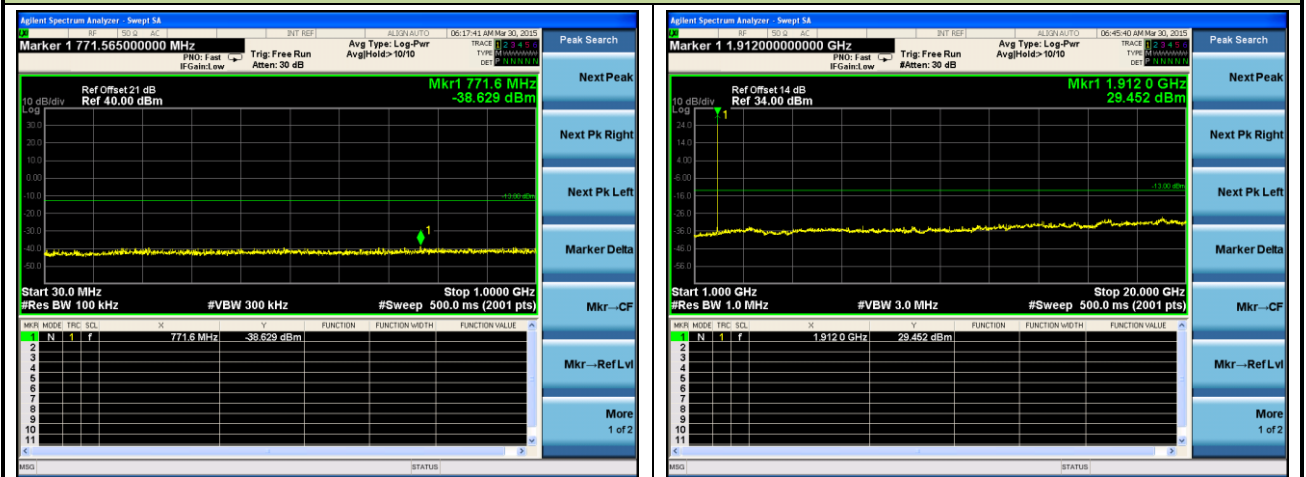 Agilent Spectrum Analyzer - Swept SA
RF 50 Ω AC INT REF ALIGN AUTO 06:17:41 AM Mar 30, 2015
Marker 1 771.565000000 MHz
PNO: Fast
IFGain:Low
Trig: Free Run
Atten: 30 dB
Avg Type: Log-Pwr
Avg|Hold:>10/10
TRACE 1 2 3 4 5 6
TYPE M WWWWW
DET P N N N N N
Ref Offset 21 dB
10 dB/div Ref 40.00 dBm
Mkr1 771.6 MHz
-38.629 dBm
Log
30.0
20.0
10.0
0.00
-10.0
-13.00 dBm
-20.0
-30.0
1
-40.0
-50.0
Start 30.0 MHz Stop 1.0000 GHz
#Res BW 100 kHz #VBW 300 kHz #Sweep 500.0 ms (2001 pts)
MKR MODE TRC SCL X Y FUNCTION FUNCTION WIDTH FUNCTION VALUE
1 N 1 f 771.6 MHz -38.629 dBm
2
3
4
5
6
7
8
9
10
11
MSG STATUS
Peak Search
Next Peak
Next Pk Right
Next Pk Left
Marker Delta
Mkr→CF
Mkr→Ref Lvl
More
1 of 2
Agilent Spectrum Analyzer - Swept SA
RF 50 Ω AC INT REF ALIGN AUTO 06:45:40 AM Mar 30, 2015
Marker 1 1.912000000000 GHz
PNO: Fast
IFGain:Low
Trig: Free Run
#Atten: 30 dB
Avg Type: Log-Pwr
Avg|Hold:>10/10
TRACE 1 2 3 4 5 6
TYPE M WWWWW
DET P N N N N N
Ref Offset 14 dB
10 dB/div Ref 34.00 dBm
Mkr1 1.912 0 GHz
29.452 dBm
Log
1
24.0
14.0
4.00
-6.00
-13.00 dBm
-16.0
-26.0
-36.0
-46.0
-56.0
Start 1.000 GHz Stop 20.000 GHz
#Res BW 1.0 MHz #VBW 3.0 MHz #Sweep 500.0 ms (2001 pts)
MKR MODE TRC SCL X Y FUNCTION FUNCTION WIDTH FUNCTION VALUE
1 N 1 f 1.912 0 GHz 29.452 dBm
2
3
4
5
6
7
8
9
10
11
MSG STATUS
Peak Search
Next Peak
Next Pk Right
Next Pk Left
Marker Delta
Mkr→CF
Mkr→Ref Lvl
More
1 of 2